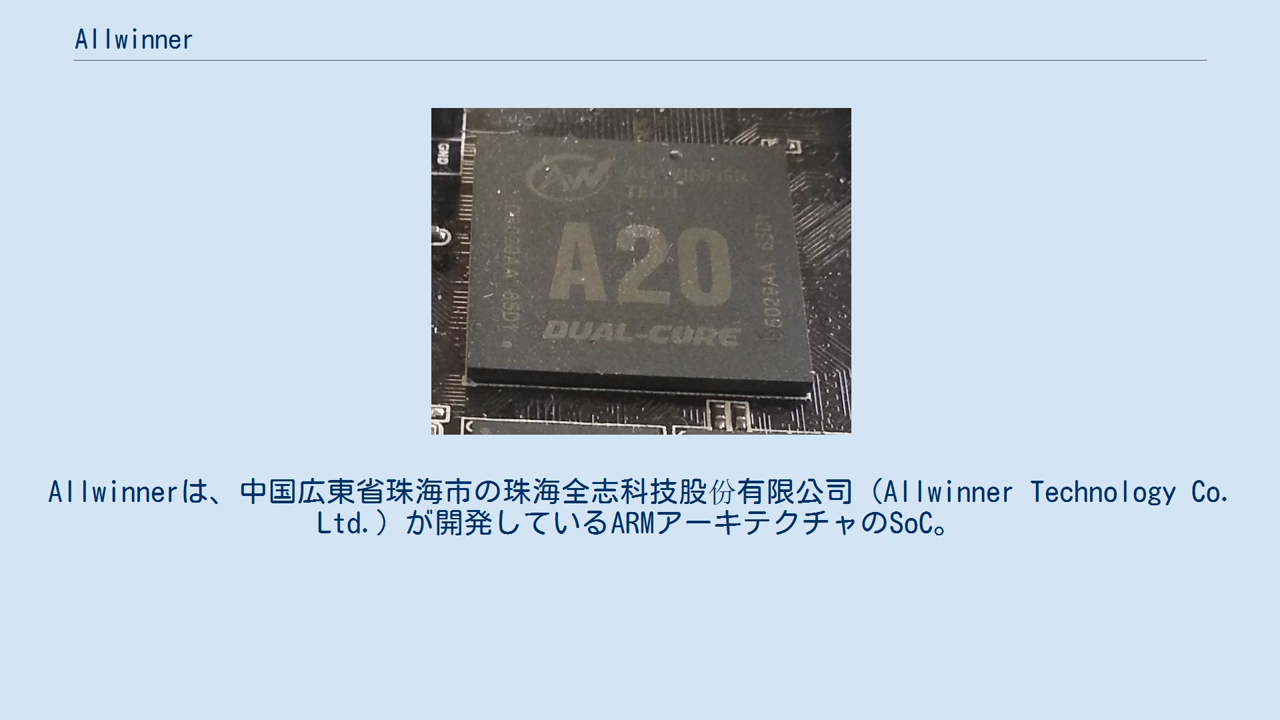 Allwinner
GND
ALLWINNER
TECH
A20
DUAL-CORE
Allwinnerは、中国広東省珠海市の珠海全志科技股份有限公司（Allwinner Technology Co.
Ltd.）が開発しているARMアーキテクチャのSoC。